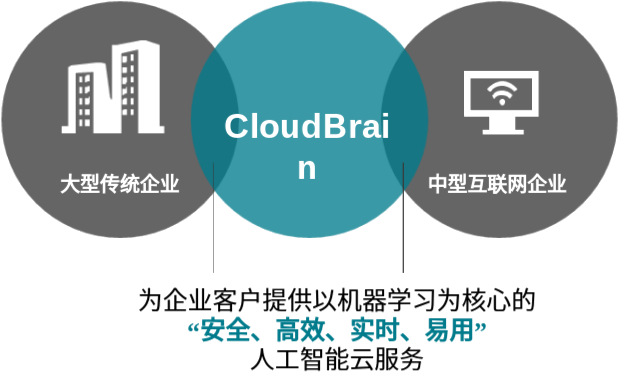 CloudBrai
n
大型传统企业
中型互联网企业
为企业客户提供以机器学习为核心的
“安全、高效、实时、易用”
人工智能云服务